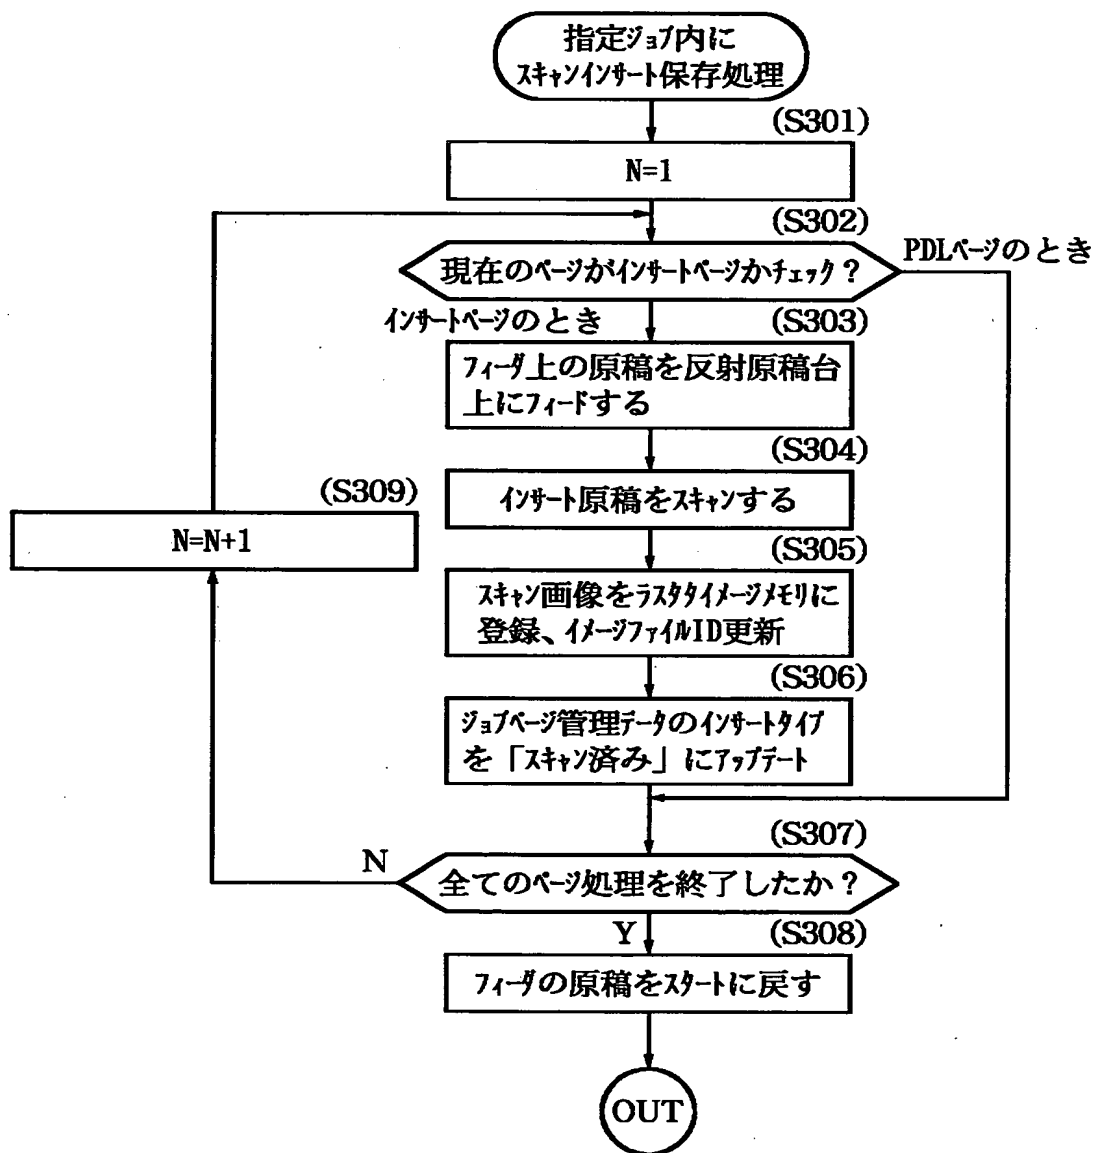 指定ジョブ内に
スキャンインサート保存処理
(S301)
N=1
(S302)
現在のページがインサートページかチェック?
PDLページのとき
インサートページのとき
(S303)
フィーダ上の原稿を反射原稿台
上にフィードする
(S304)
インサート原稿をスキャンする
(S309)
N=N+1
(S305)
スキャン画像をラスタタイメージメモリに
登録、イメージファイルID更新
(S306)
ジョブページ管理データのインサートタイプ
を「スキャン済み」にアップデート
(S307)
N
全てのページ処理を終了したか?
Y
(S308)
フィーダの原稿をスタートに戻す
OUT